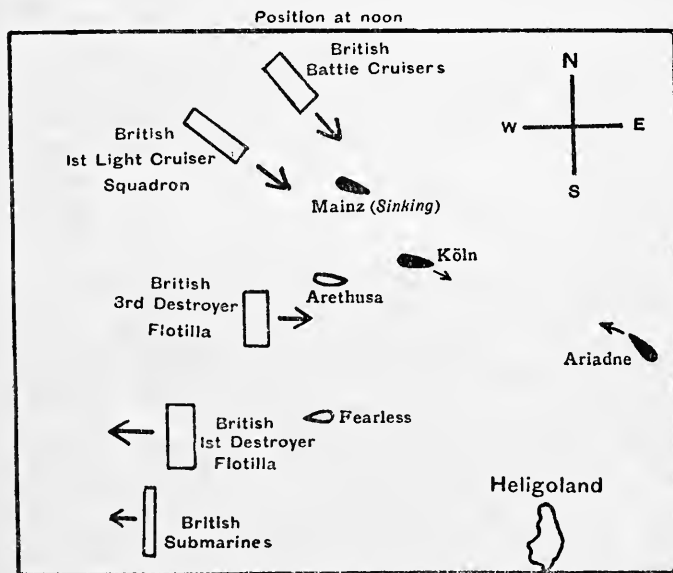 Position at noon
British
Battle Cruisers
N
W
E
S
British
1st Light Cruiser
Squadron
Mainz (Sinking)
Köln
British
3rd Destroyer
Flotilla
Arethusa
Ariadne
British
1st Destroyer
Flotilla
Fearless
Heligoland
British
Submarines